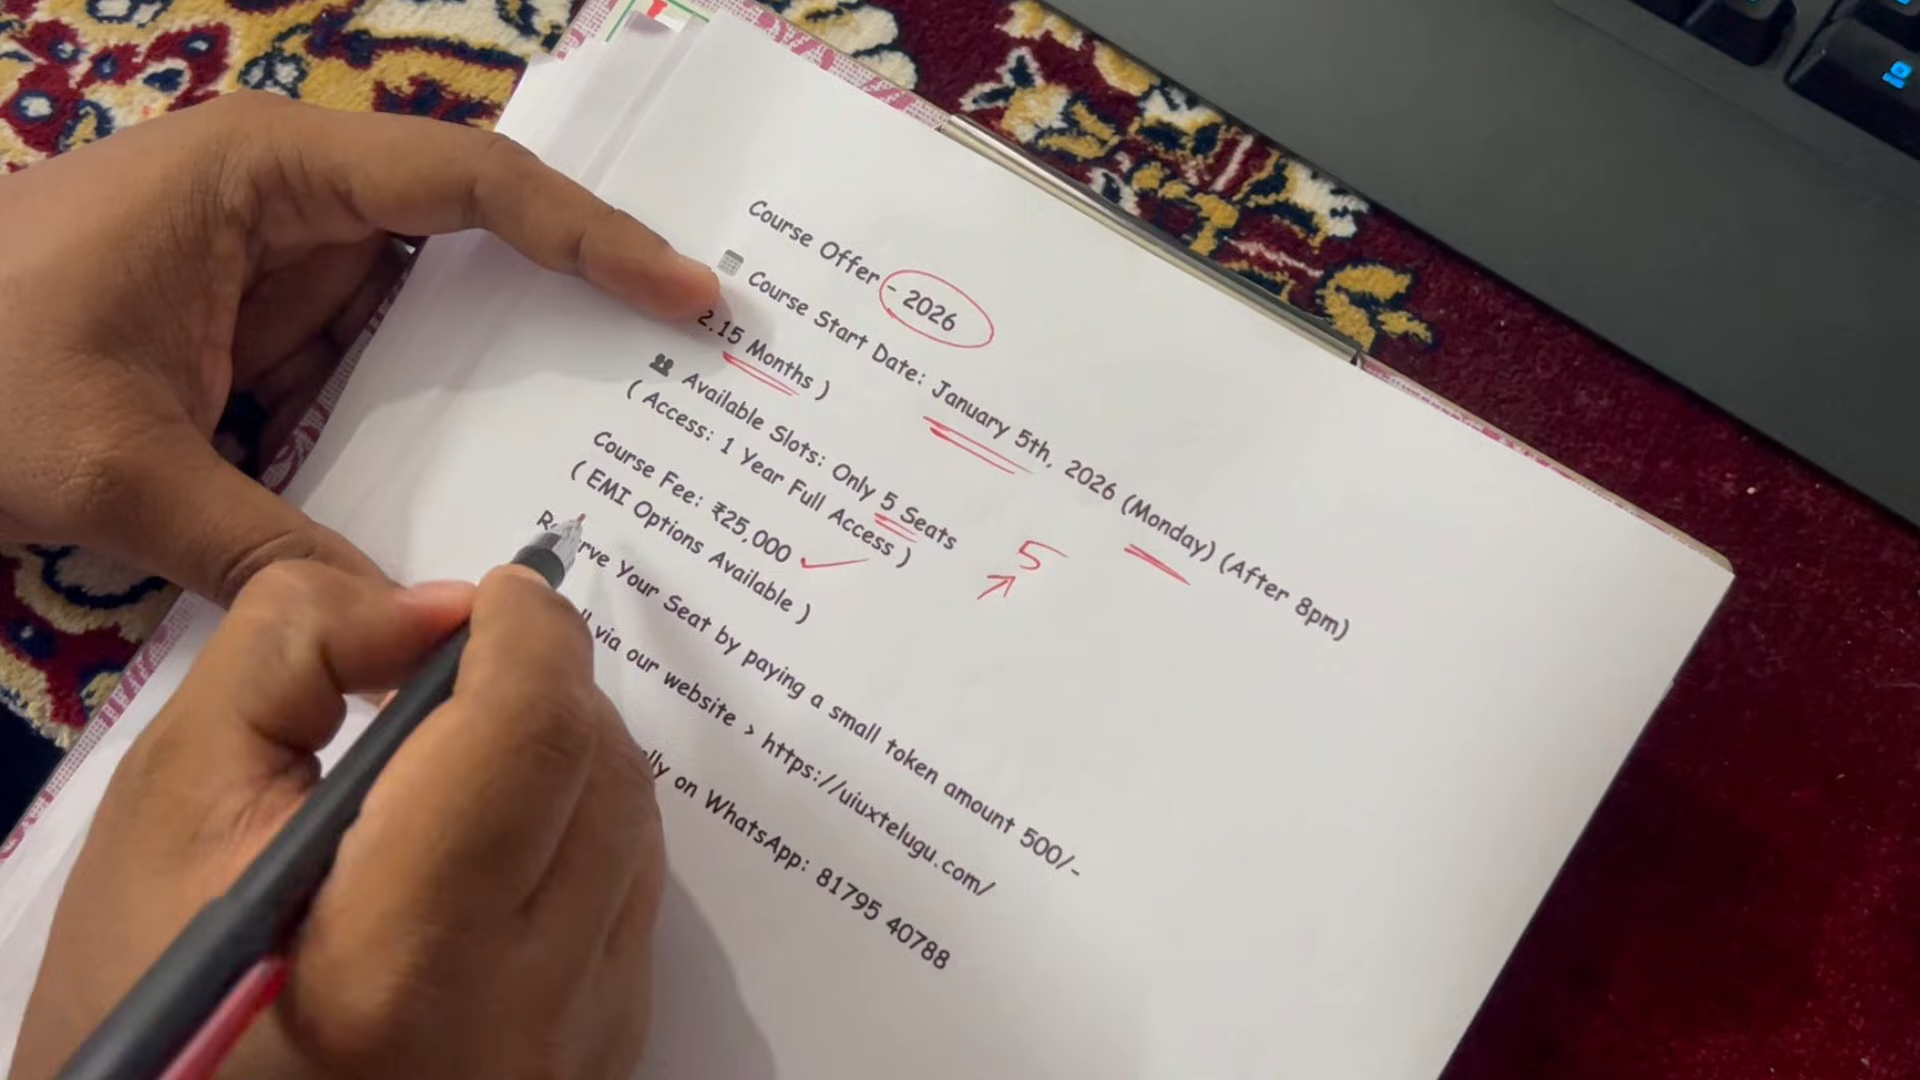 Course Offer - 2026
Course Start Date: January 5th, 2026 (Monday) (After 8pm)
2.15 Months )
Available Slots: Only 5 Seats
( Access: 1 Year Full Access )
5
Course Fee: ₹25,000
( EMI Options Available )
Your Seat by paying a small token amount 500/-
via our website > https://uiuxtelugu.com/
on WhatsApp: 81795 40788